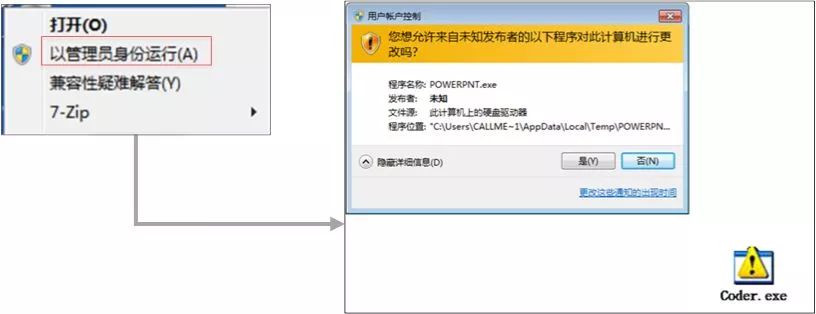 打开(O)
以管理员身份运行(A)
兼容性疑难解答(Y)
7-Zip
用户帐户控制
您想允许来自未知发布者的以下程序对此计算机进行更
改吗?
程序名称: POWERPNT.exe
发布者: 未知
文件源: 此计算机上的硬盘驱动器
程序位置: "C:\Users\CALLME~1\AppData\Local\Temp\POWERPN...
隐藏详细信息(D)
是(Y)
否(N)
更改这些通知的出现时间
Coder.exe